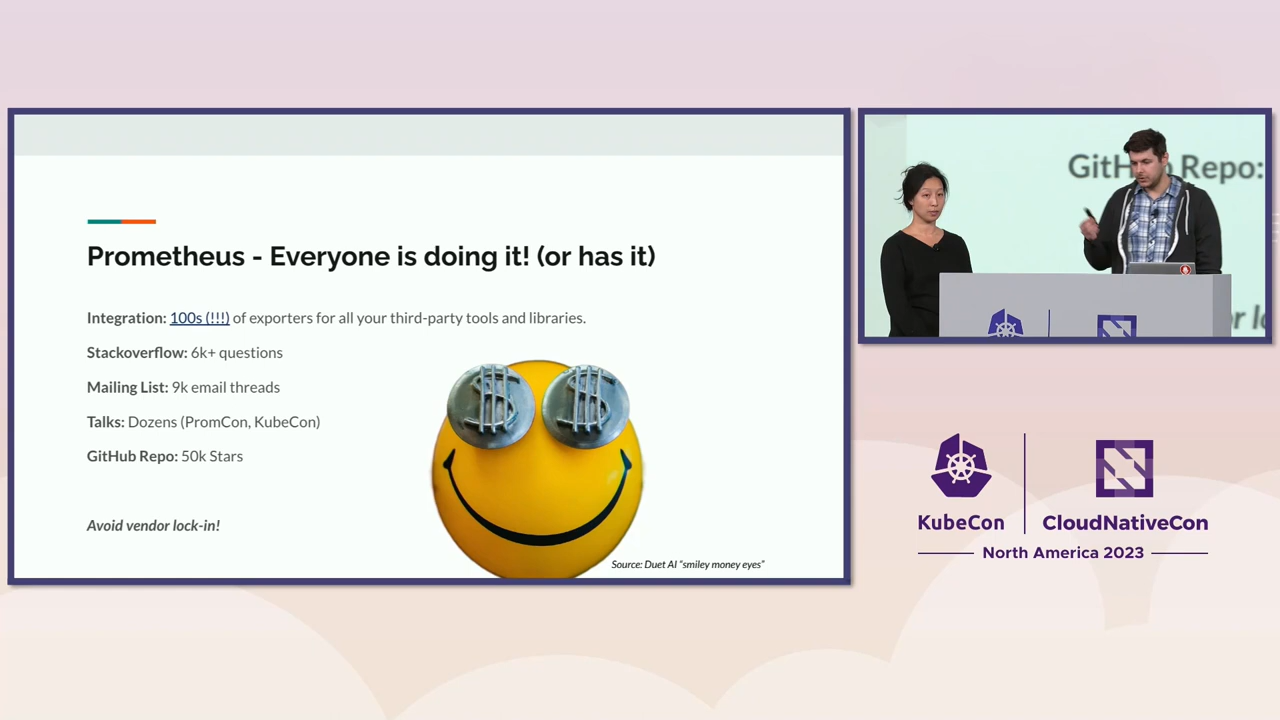 Prometheus - Everyone is doing it! (or has it)
Integration: 100s (!!!) of exporters for all your third-party tools and libraries.
Stackoverflow: 6k+ questions
Mailing List: 9k email threads
Talks: Dozens (PromCon, KubeCon)
GitHub Repo: 50k Stars
Avoid vendor lock-in!
Source: Duet AI "smiley money eyes"
GitH Repo:
KubeCon
CloudNativeCon
North America 2023